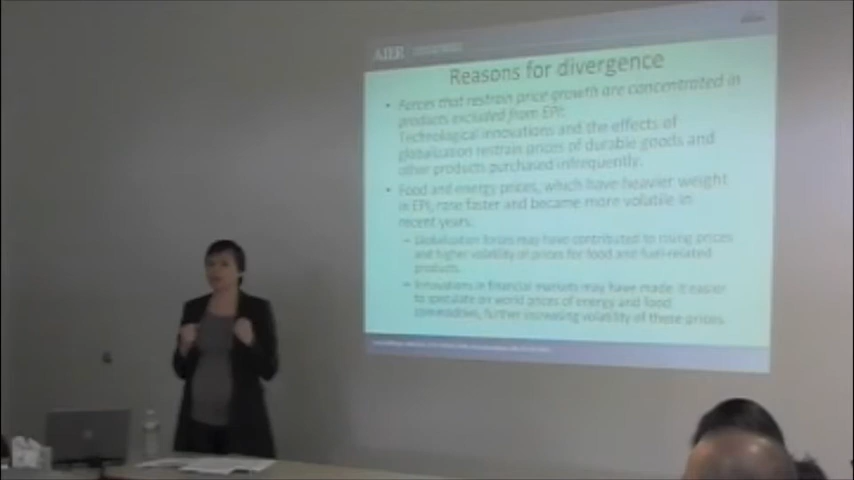 AIER
Reasons for divergence
• Forces that restrain price growth are concentrated in
products excluded from EPI:
Technological innovations and the effects of
globalization restrain prices of durable goods and
other products purchased infrequently.
• Food and energy prices, which have heavier weight
in EPI, rose faster and became more volatile in
recent years.
– Globalization forces may have contributed to rising prices
and higher volatility of prices for food and fuel-related
products.
– Innovations in financial markets may have made it easier
to speculate on world prices of energy and food
commodities, further increasing volatility of these prices.